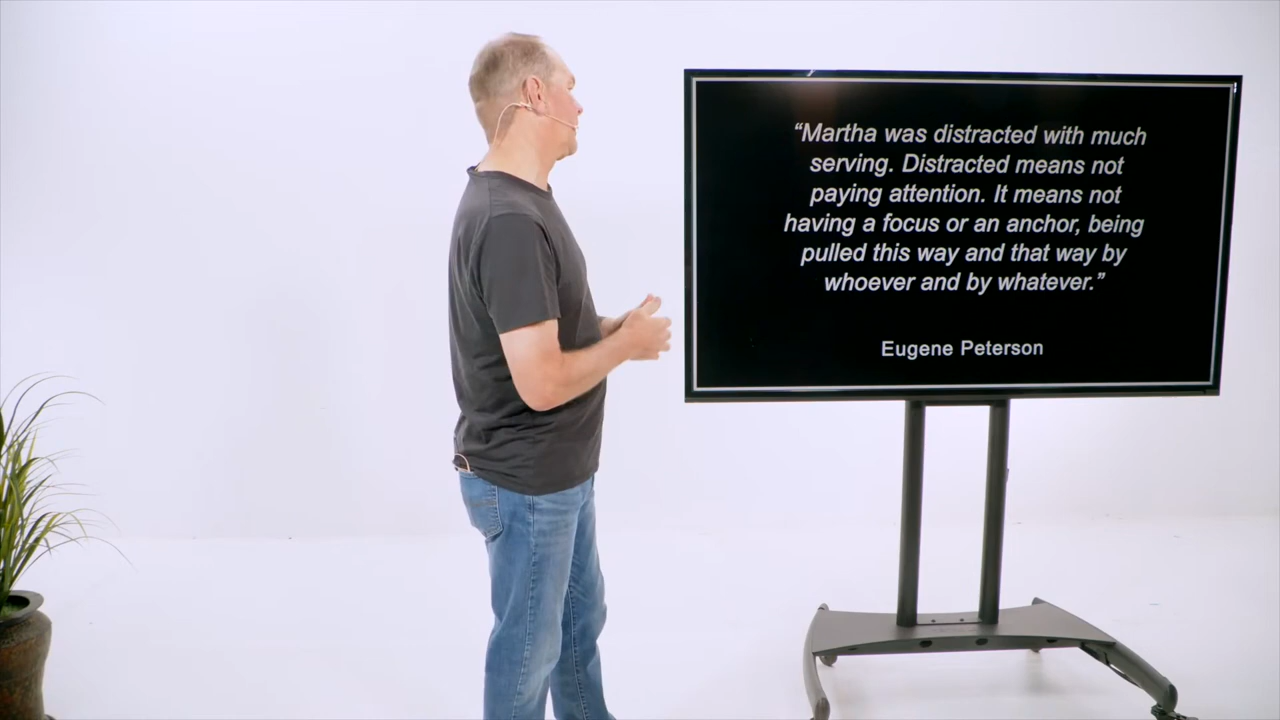 “Martha was distracted with much
serving. Distracted means not
paying attention. It means not
having a focus or an anchor, being
pulled this way and that way by
whoever and by whatever.”
Eugene Peterson